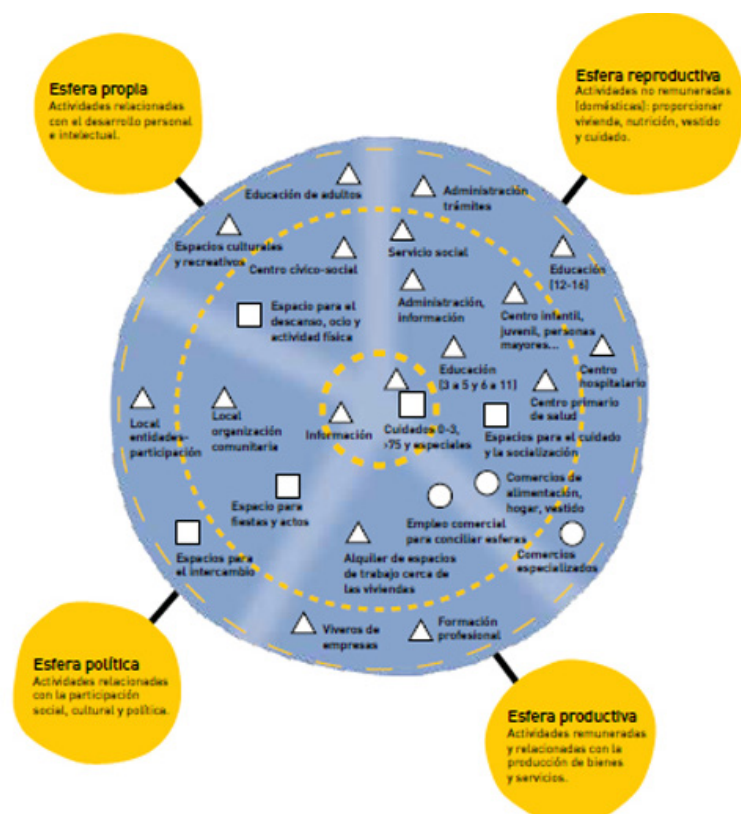 Esfera propia
Actividades relacionadas
con el desarrollo personal
e intelectual.
Esfera reproductiva
Actividades no remuneradas
(domésticas): proporcionar
vivienda, nutrición, vestido
y cuidado.
Educación de adultos
Administración
trámites
Espacios culturales
y recreativos
Centro cívico-social
Servicio social
Educación
(12-16)
Administración,
información
Centro infantil,
juvenil, personas
mayores...
Espacio para el
descanso, ocio y
actividad física
Educación
(3 a 5 y 6 a 11)
Centro
hospitalario
Centro primario
de salud
Local
entidades-
participación
Local
organización
comunitaria
Información
Cuidados 0-3,
>75 y especiales
Espacios para el cuidado
y la socialización
Comercios de
alimentación,
hogar, vestido
Espacio para
fiestas y actos
Empleo comercial
para conciliar esferas
Espacios para
el intercambio
Alquiler de espacios
de trabajo cerca de
las viviendas
Comercios
especializados
Viveros de
empresas
Formación
profesional
Esfera política
Actividades relacionadas
con la participación
social, cultural y política.
Esfera productiva
Actividades remuneradas
y relacionadas con la
producción de bienes
y servicios.